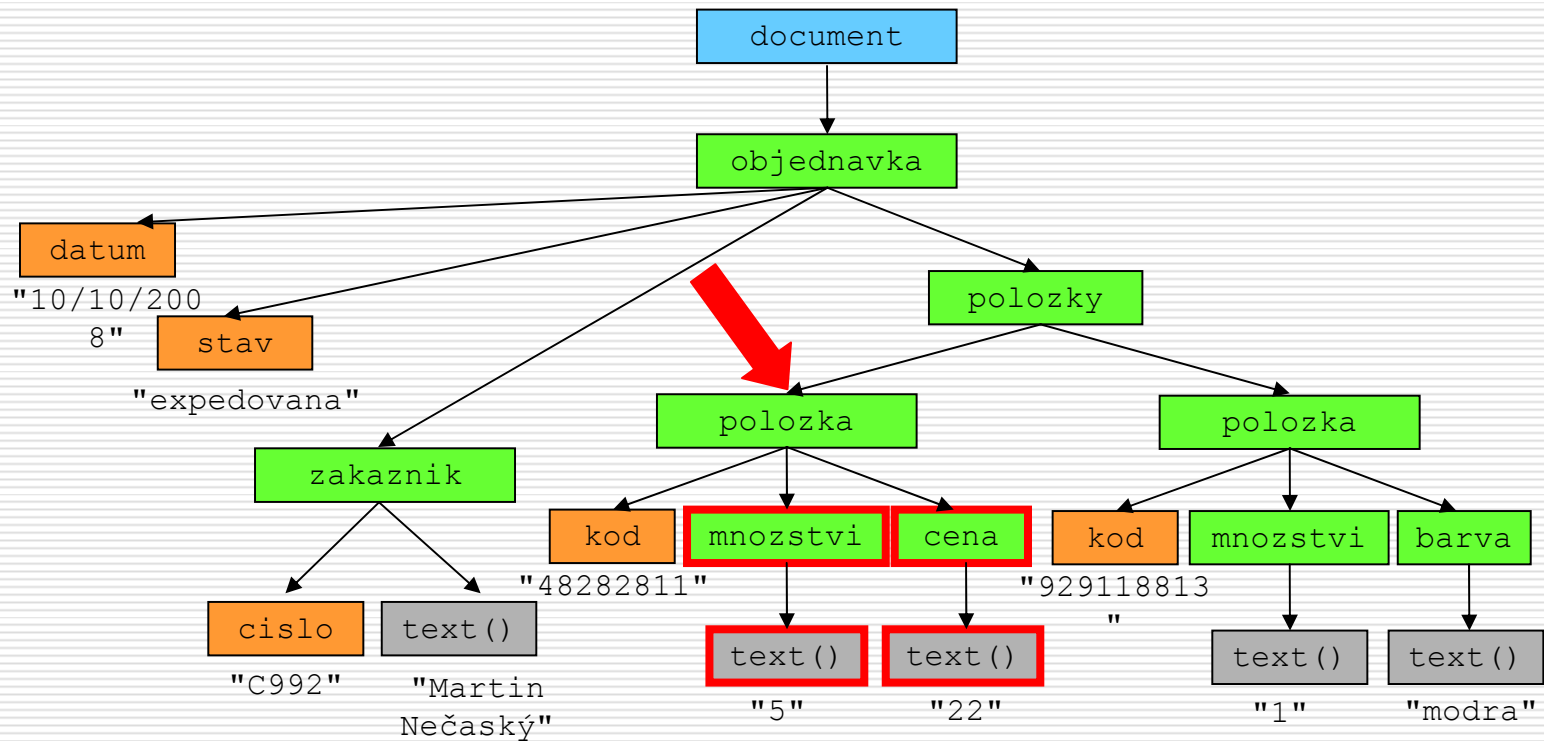 document
objednavka
datum
"10/10/200
8"
stav
"expedovana"
polozky
polozka
polozka
zakaznik
kod
mnozstvi
cena
kod
mnozstvi
barva
"48282811"
"929118813
"
cislo
text()
text()
text()
text()
text()
"C992"
"Martin
Nečaský"
"5"
"22"
"1"
"modra"